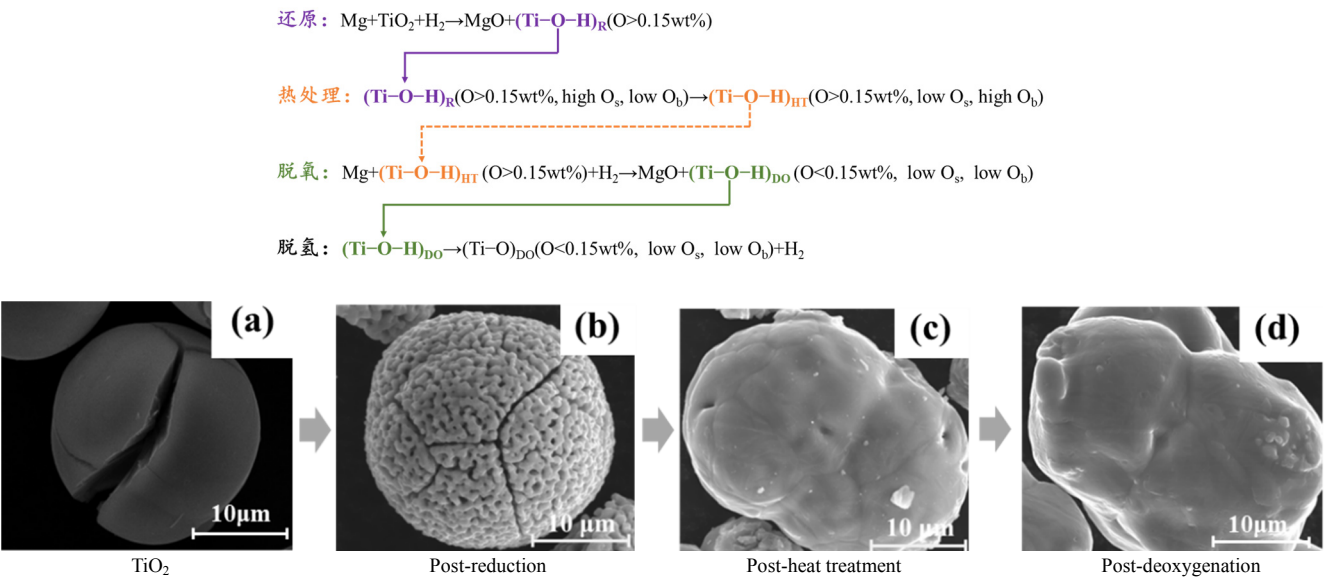 还原：Mg+TiO₂+H₂→MgO+(Ti−O−H)R(O>0.15wt%)
热处理：(Ti−O−H)R(O>0.15wt%, high Oₛ, low Ob)→(Ti−O−H)HT(O>0.15wt%, low Oₛ, high Ob)
脱氧：Mg+(Ti−O−H)HT (O>0.15wt%)+H₂→MgO+(Ti−O−H)DO (O<0.15wt%, low Oₛ, low Ob)
脱氢：(Ti−O−H)DO→(Ti−O)DO(O<0.15wt%, low Oₛ, low Ob)+H₂
(a) (b) (c) (d)
10μm 10 μm 10 μm 10μm
TiO₂ Post-reduction Post-heat treatment Post-deoxygenation